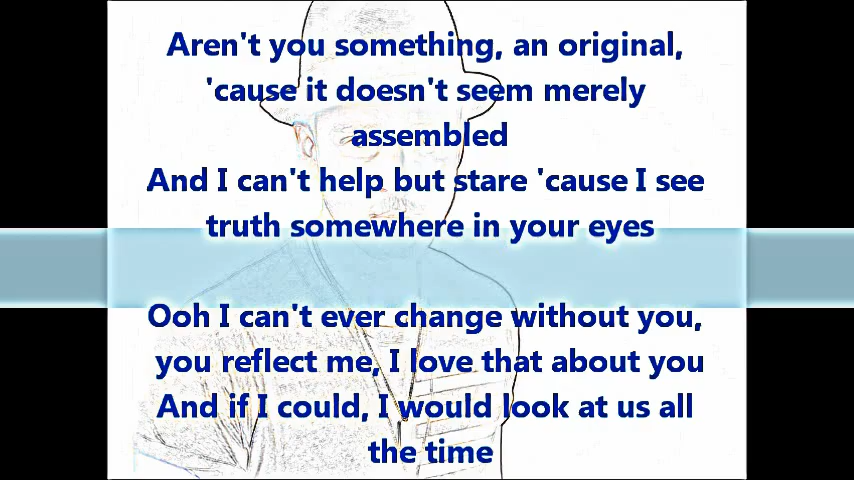 Aren't you something, an original,
'cause it doesn't seem merely
assembled
And I can't help but stare 'cause I see
truth somewhere in your eyes
Ooh I can't ever change without you,
you reflect me, I love that about you
And if I could, I would look at us all
the time